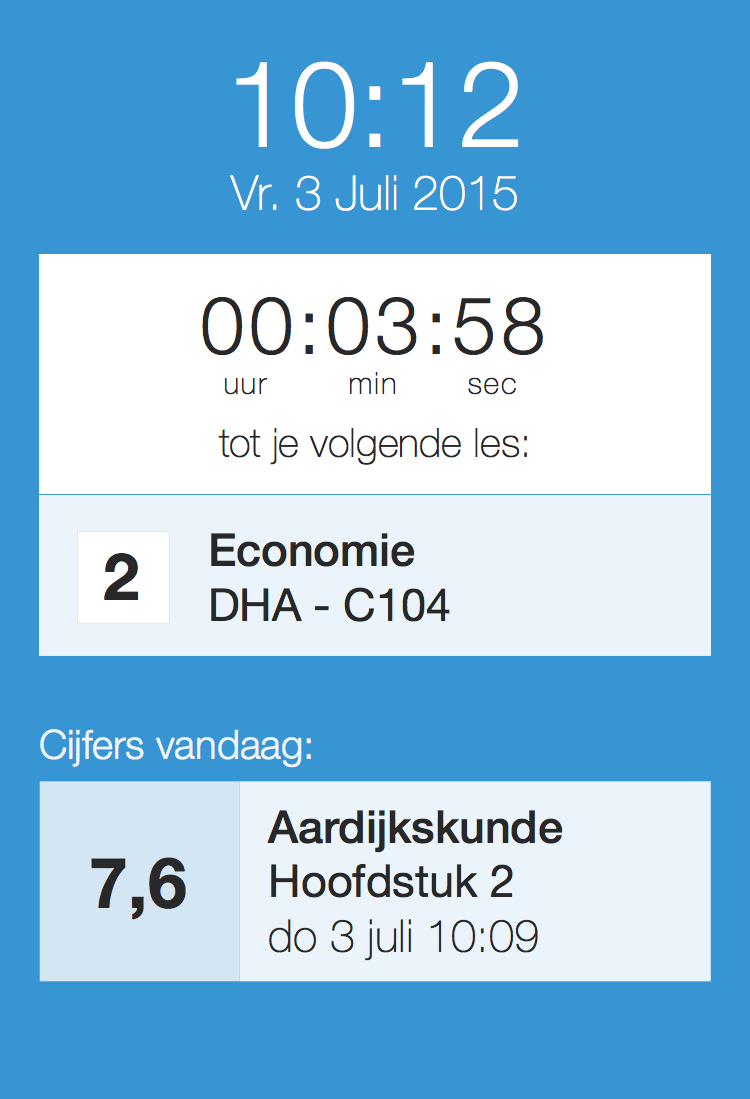 10:12
Vr. 3 Juli 2015
00:03:58
uur min sec
tot je volgende les:
2
Economie
DHA - C104
Cijfers vandaag:
7,6
Aardijkskunde
Hoofdstuk 2
do 3 juli 10:09